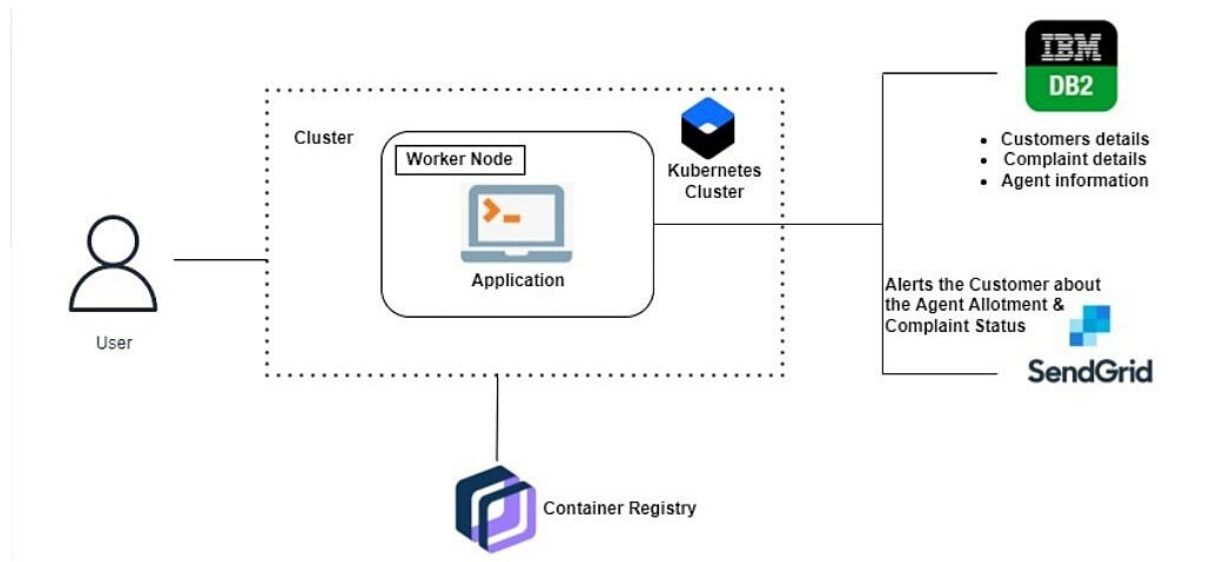 IBM
DB2
Customers details
Complaint details
Agent information
Cluster
Worker Node
Kubernetes
Cluster
Application
User
Alerts the Customer about
the Agent Allotment &
Complaint Status
SendGrid
Container Registry